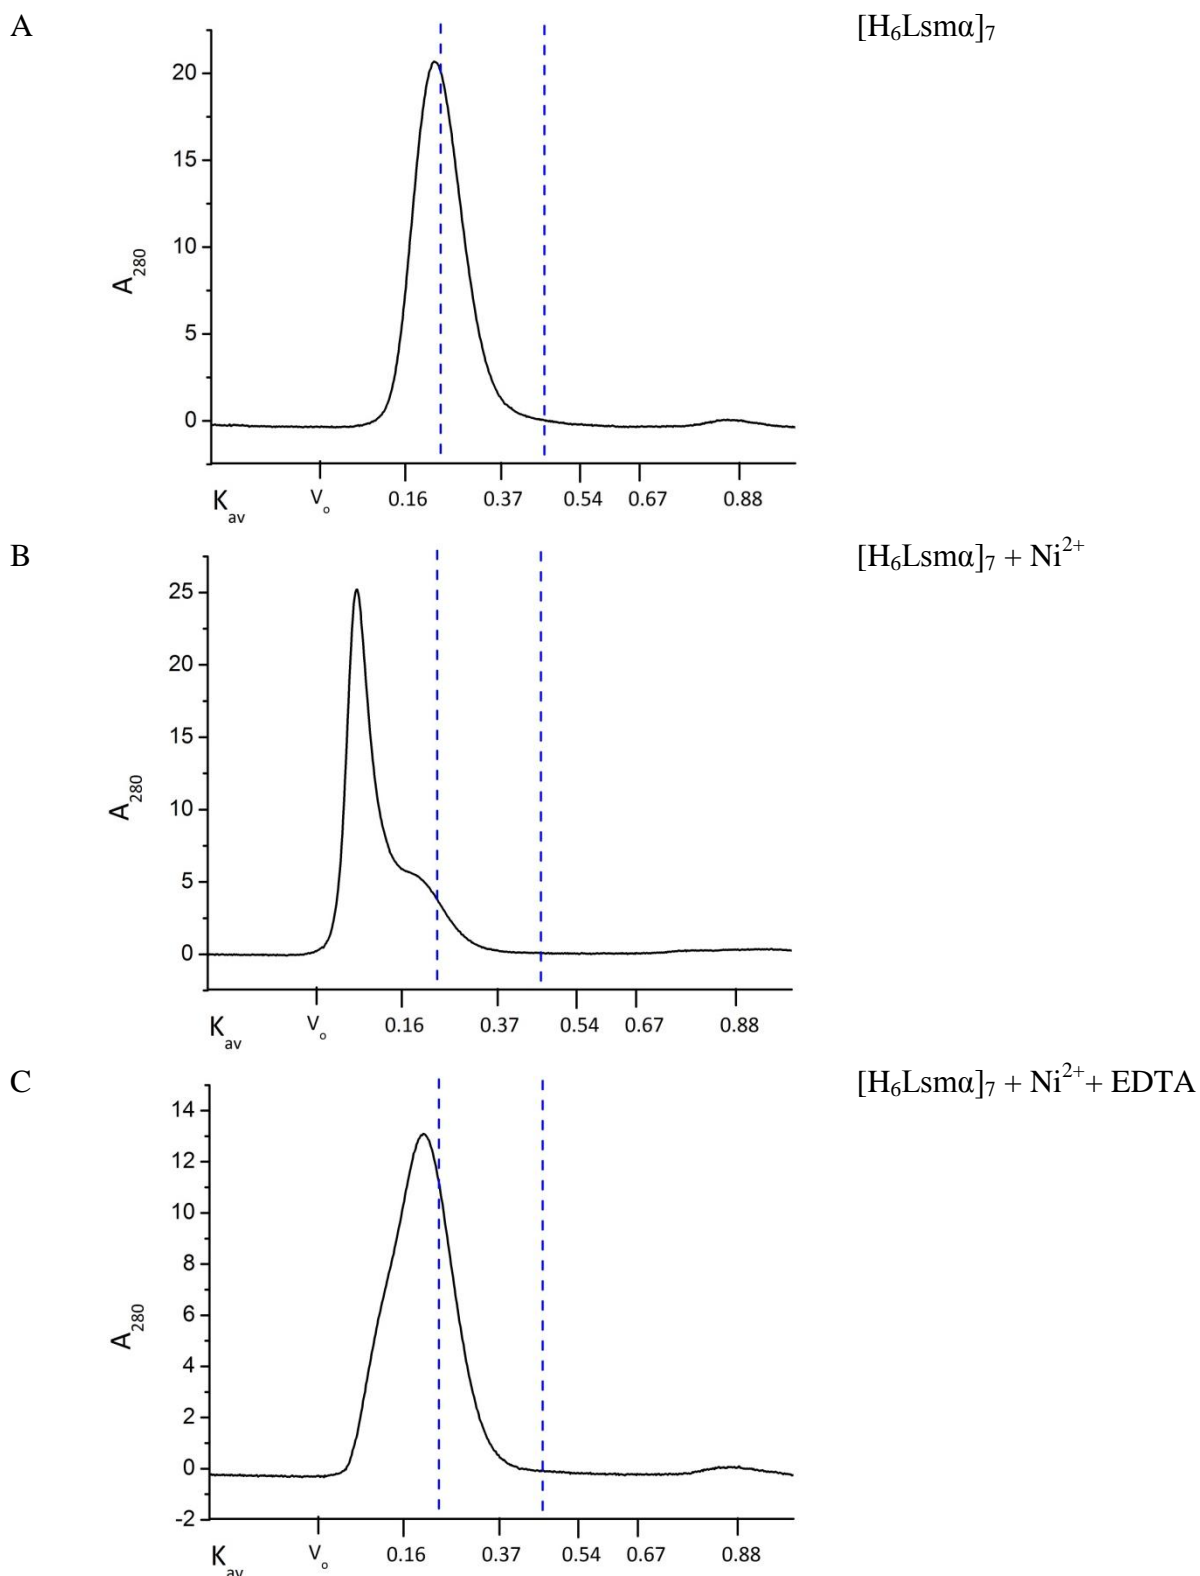 A
[H₆Lsmα]₇
20
15
10
5
0
A₂₈₀
Kₐᵥ
Vₒ
0.16
0.37
0.54
0.67
0.88
B
[H₆Lsmα]₇ + Ni²⁺
25
20
15
10
5
0
A₂₈₀
Kₐᵥ
Vₒ
0.16
0.37
0.54
0.67
0.88
C
[H₆Lsmα]₇ + Ni²⁺+ EDTA
14
12
10
8
6
4
2
0
-2
A₂₈₀
Kₐᵥ
Vₒ
0.16
0.37
0.54
0.67
0.88